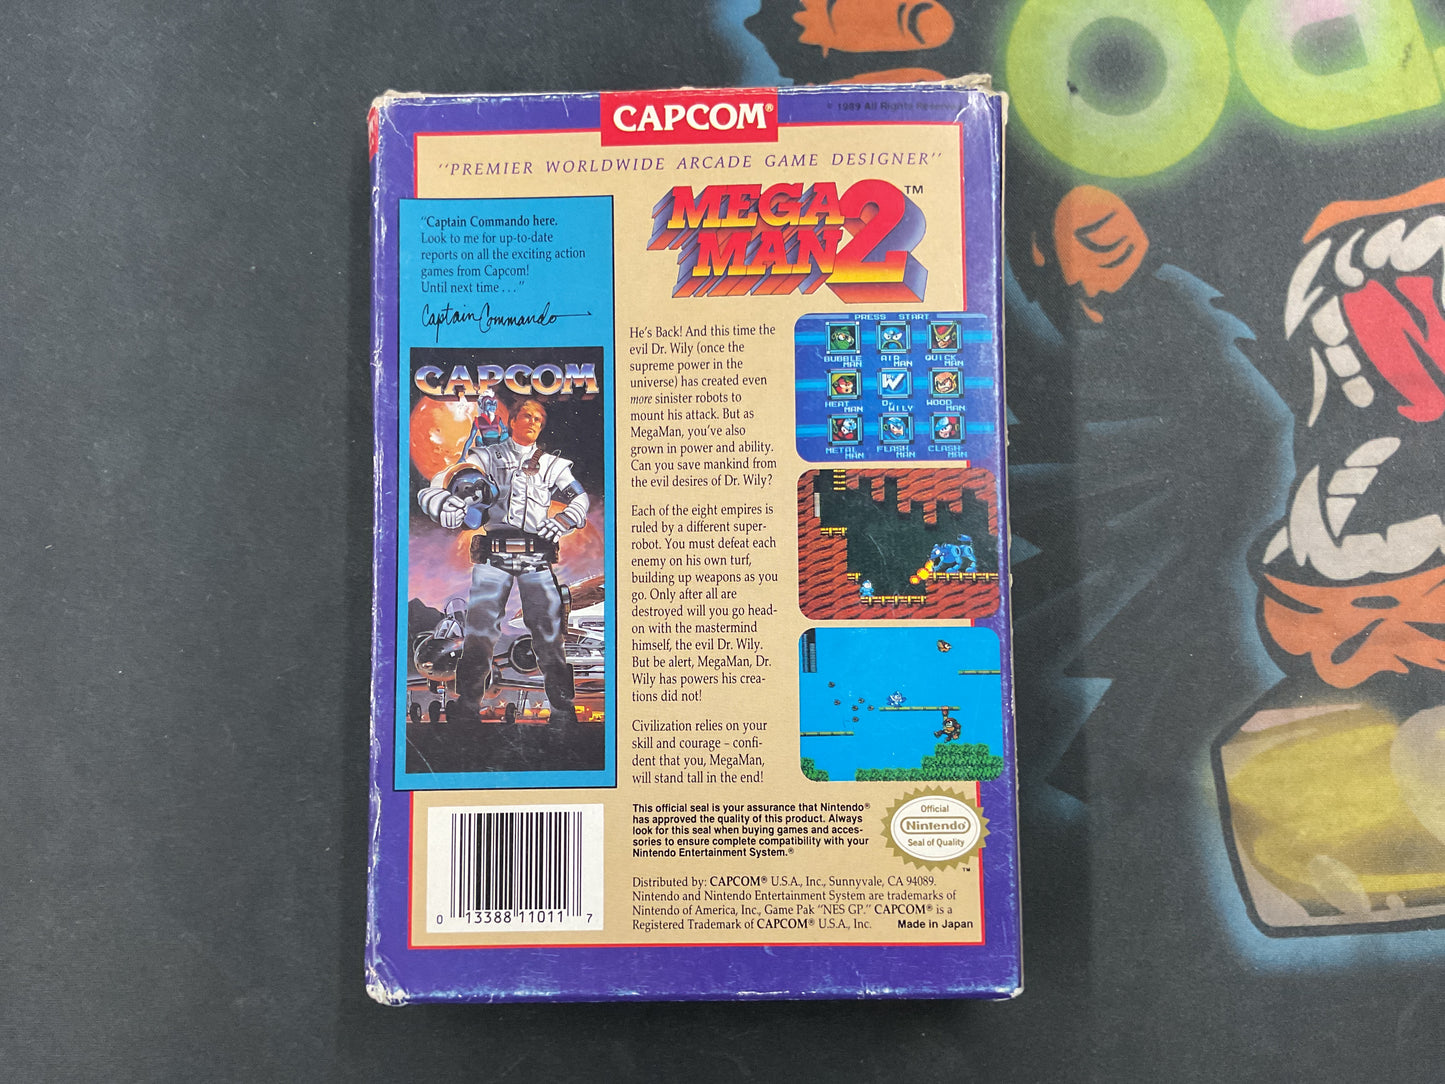 CAPCOM®
© 1989 All Rights Reserved
"PREMIER WORLDWIDE ARCADE GAME DESIGNER"
MEGA
MAN 2™
"Captain Commando here.
Look to me for up-to-date
reports on all the exciting action
games from Capcom!
Until next time . . ."
Captain Commando
CAPCOM
He's Back! And this time the
evil Dr. Wily (once the
supreme power in the
universe) has created even
more sinister robots to
mount his attack. But as
MegaMan, you've also
grown in power and ability.
Can you save mankind from
the evil desires of Dr. Wily?
Each of the eight empires is
ruled by a different super-
robot. You must defeat each
enemy on his own turf,
building up weapons as you
go. Only after all are
destroyed will you go head-
on with the mastermind
himself, the evil Dr. Wily.
But be alert, MegaMan, Dr.
Wily has powers his crea-
tions did not!
Civilization relies on your
skill and courage – confi-
dent that you, MegaMan,
will stand tall in the end!
PRESS START
BUBBLE MAN AIR MAN QUICK MAN
HEAT MAN Dr. WILY WOOD MAN
METAL MAN FLASH MAN CLASH MAN
This official seal is your assurance that Nintendo®
has approved the quality of this product. Always
look for this seal when buying games and acces-
sories to ensure complete compatibility with your
Nintendo Entertainment System.®
Official
Nintendo®
Seal of Quality
™
Distributed by: CAPCOM® U.S.A., Inc., Sunnyvale, CA 94089.
Nintendo and Nintendo Entertainment System are trademarks of
Nintendo of America, Inc., Game Pak "NES GP." CAPCOM® is a
Registered Trademark of CAPCOM® U.S.A., Inc. Made in Japan
0 13388 11011 7